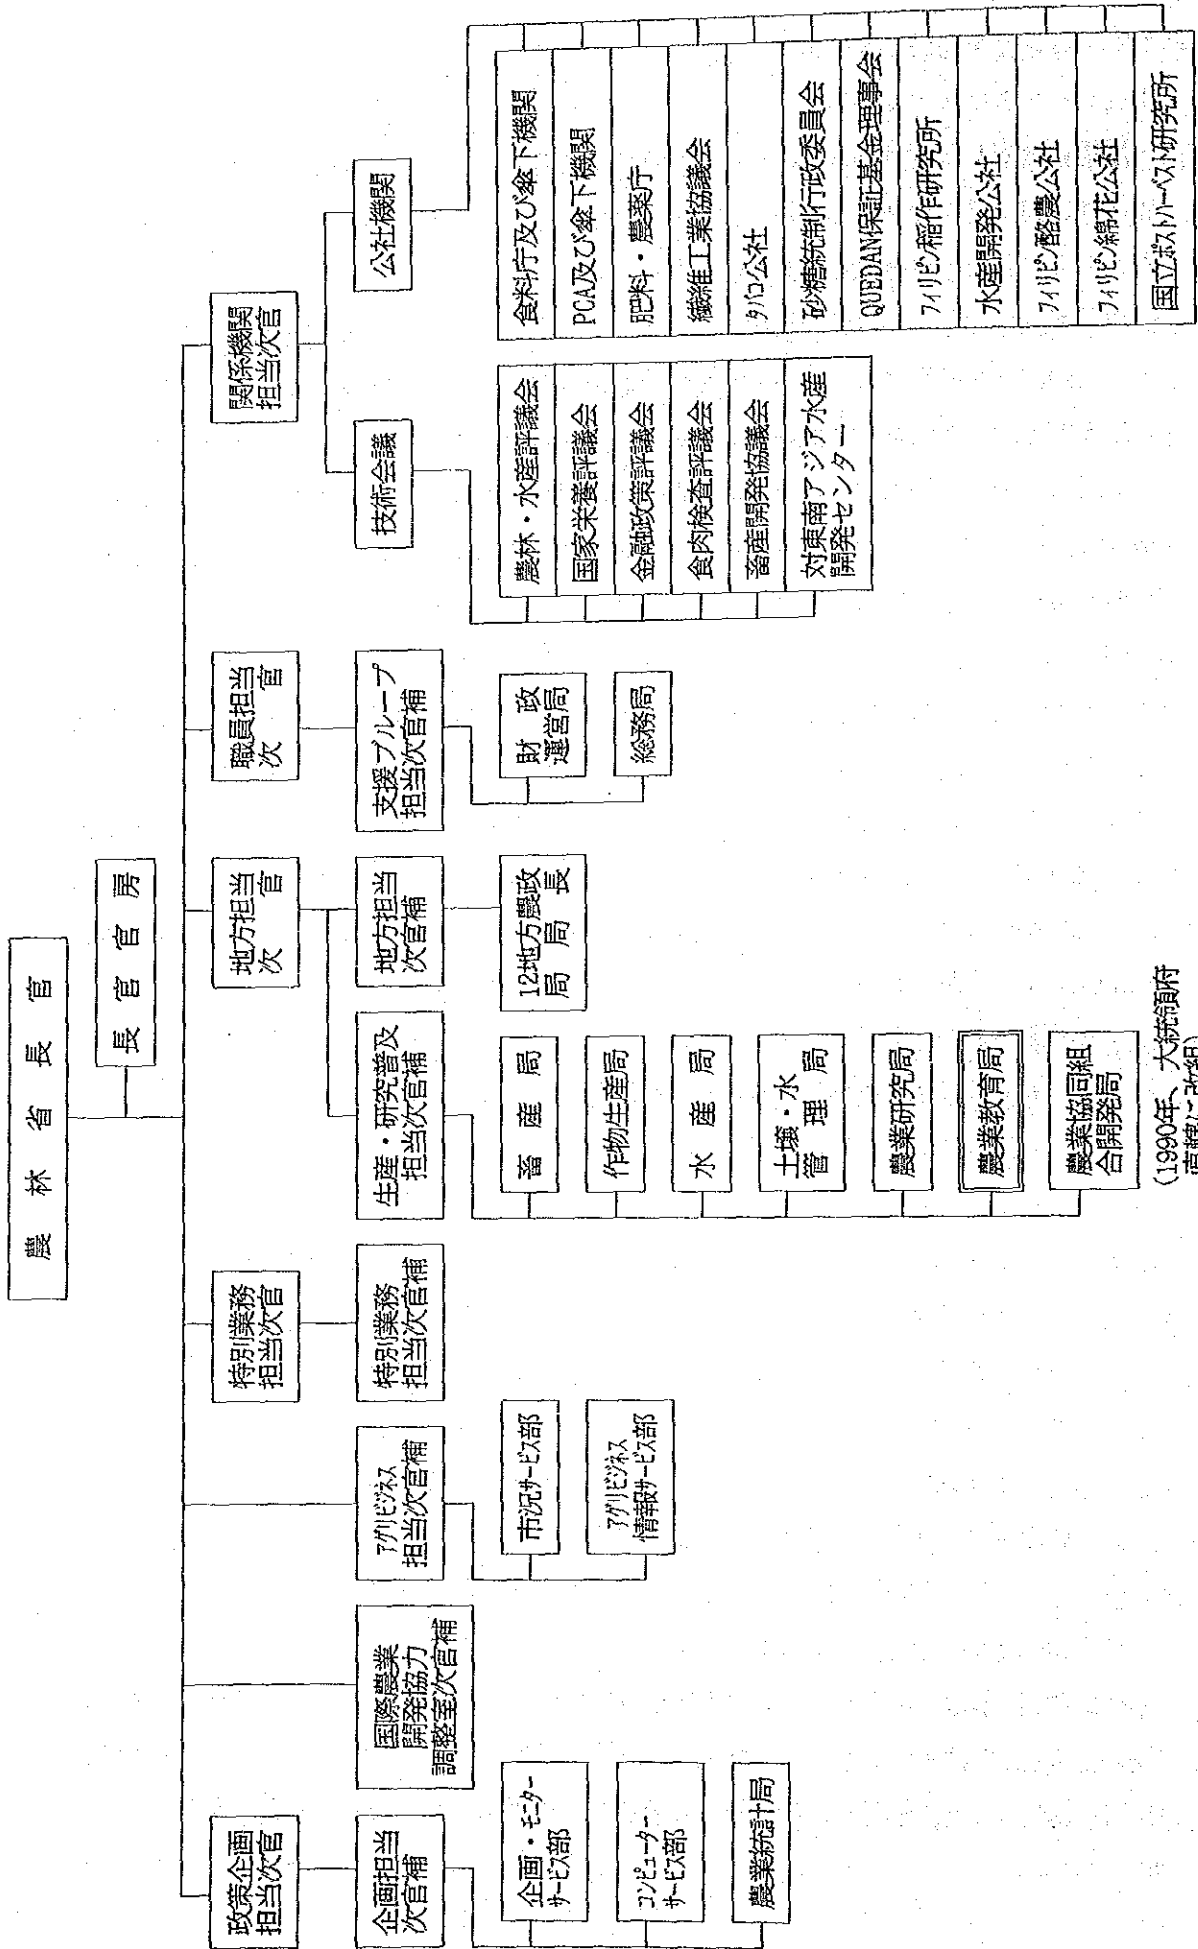 農林省長官
長官官房
政策企画
担当次官
企画担当
次官補
企画・モニター
サービス部
コンピューター
サービス部
農業統計局
国際農業
開発協力
調整室次官補
アグリビジネス
担当次官補
市況サービス部
アグリビジネス
情報サービス部
特別業務
担当次官
特別業務
担当次官補
地方担当
次官
生産・研究普及
担当次官補
畜産局
作物生産局
水産局
土壌・水
管理局
農業研究局
農業教育局
農業協同組
合開発局
(1990年、大統領府
直轄に改組)
地方担当
次官補
12地方農政
局局長
職員担当
次官
支援ブループ
担当次官補
財政
運営局
総務局
関係機関
担当次官
技術会議
農林・水産評議会
国家栄養評議会
金融政策評議会
食肉検査評議会
畜産開発協議会
対東南アジア水産
開発センター
公社機関
食料庁及び傘下機関
PCA及び傘下機関
肥料・農薬庁
繊維工業協議会
タバコ公社
砂糖統制行政委員会
QUEDAN保証基金理事会
フィリピン稲作研究所
水産開発公社
フィリピン酪農公社
フィリピン綿花公社
国立ポストハーベスト研究所